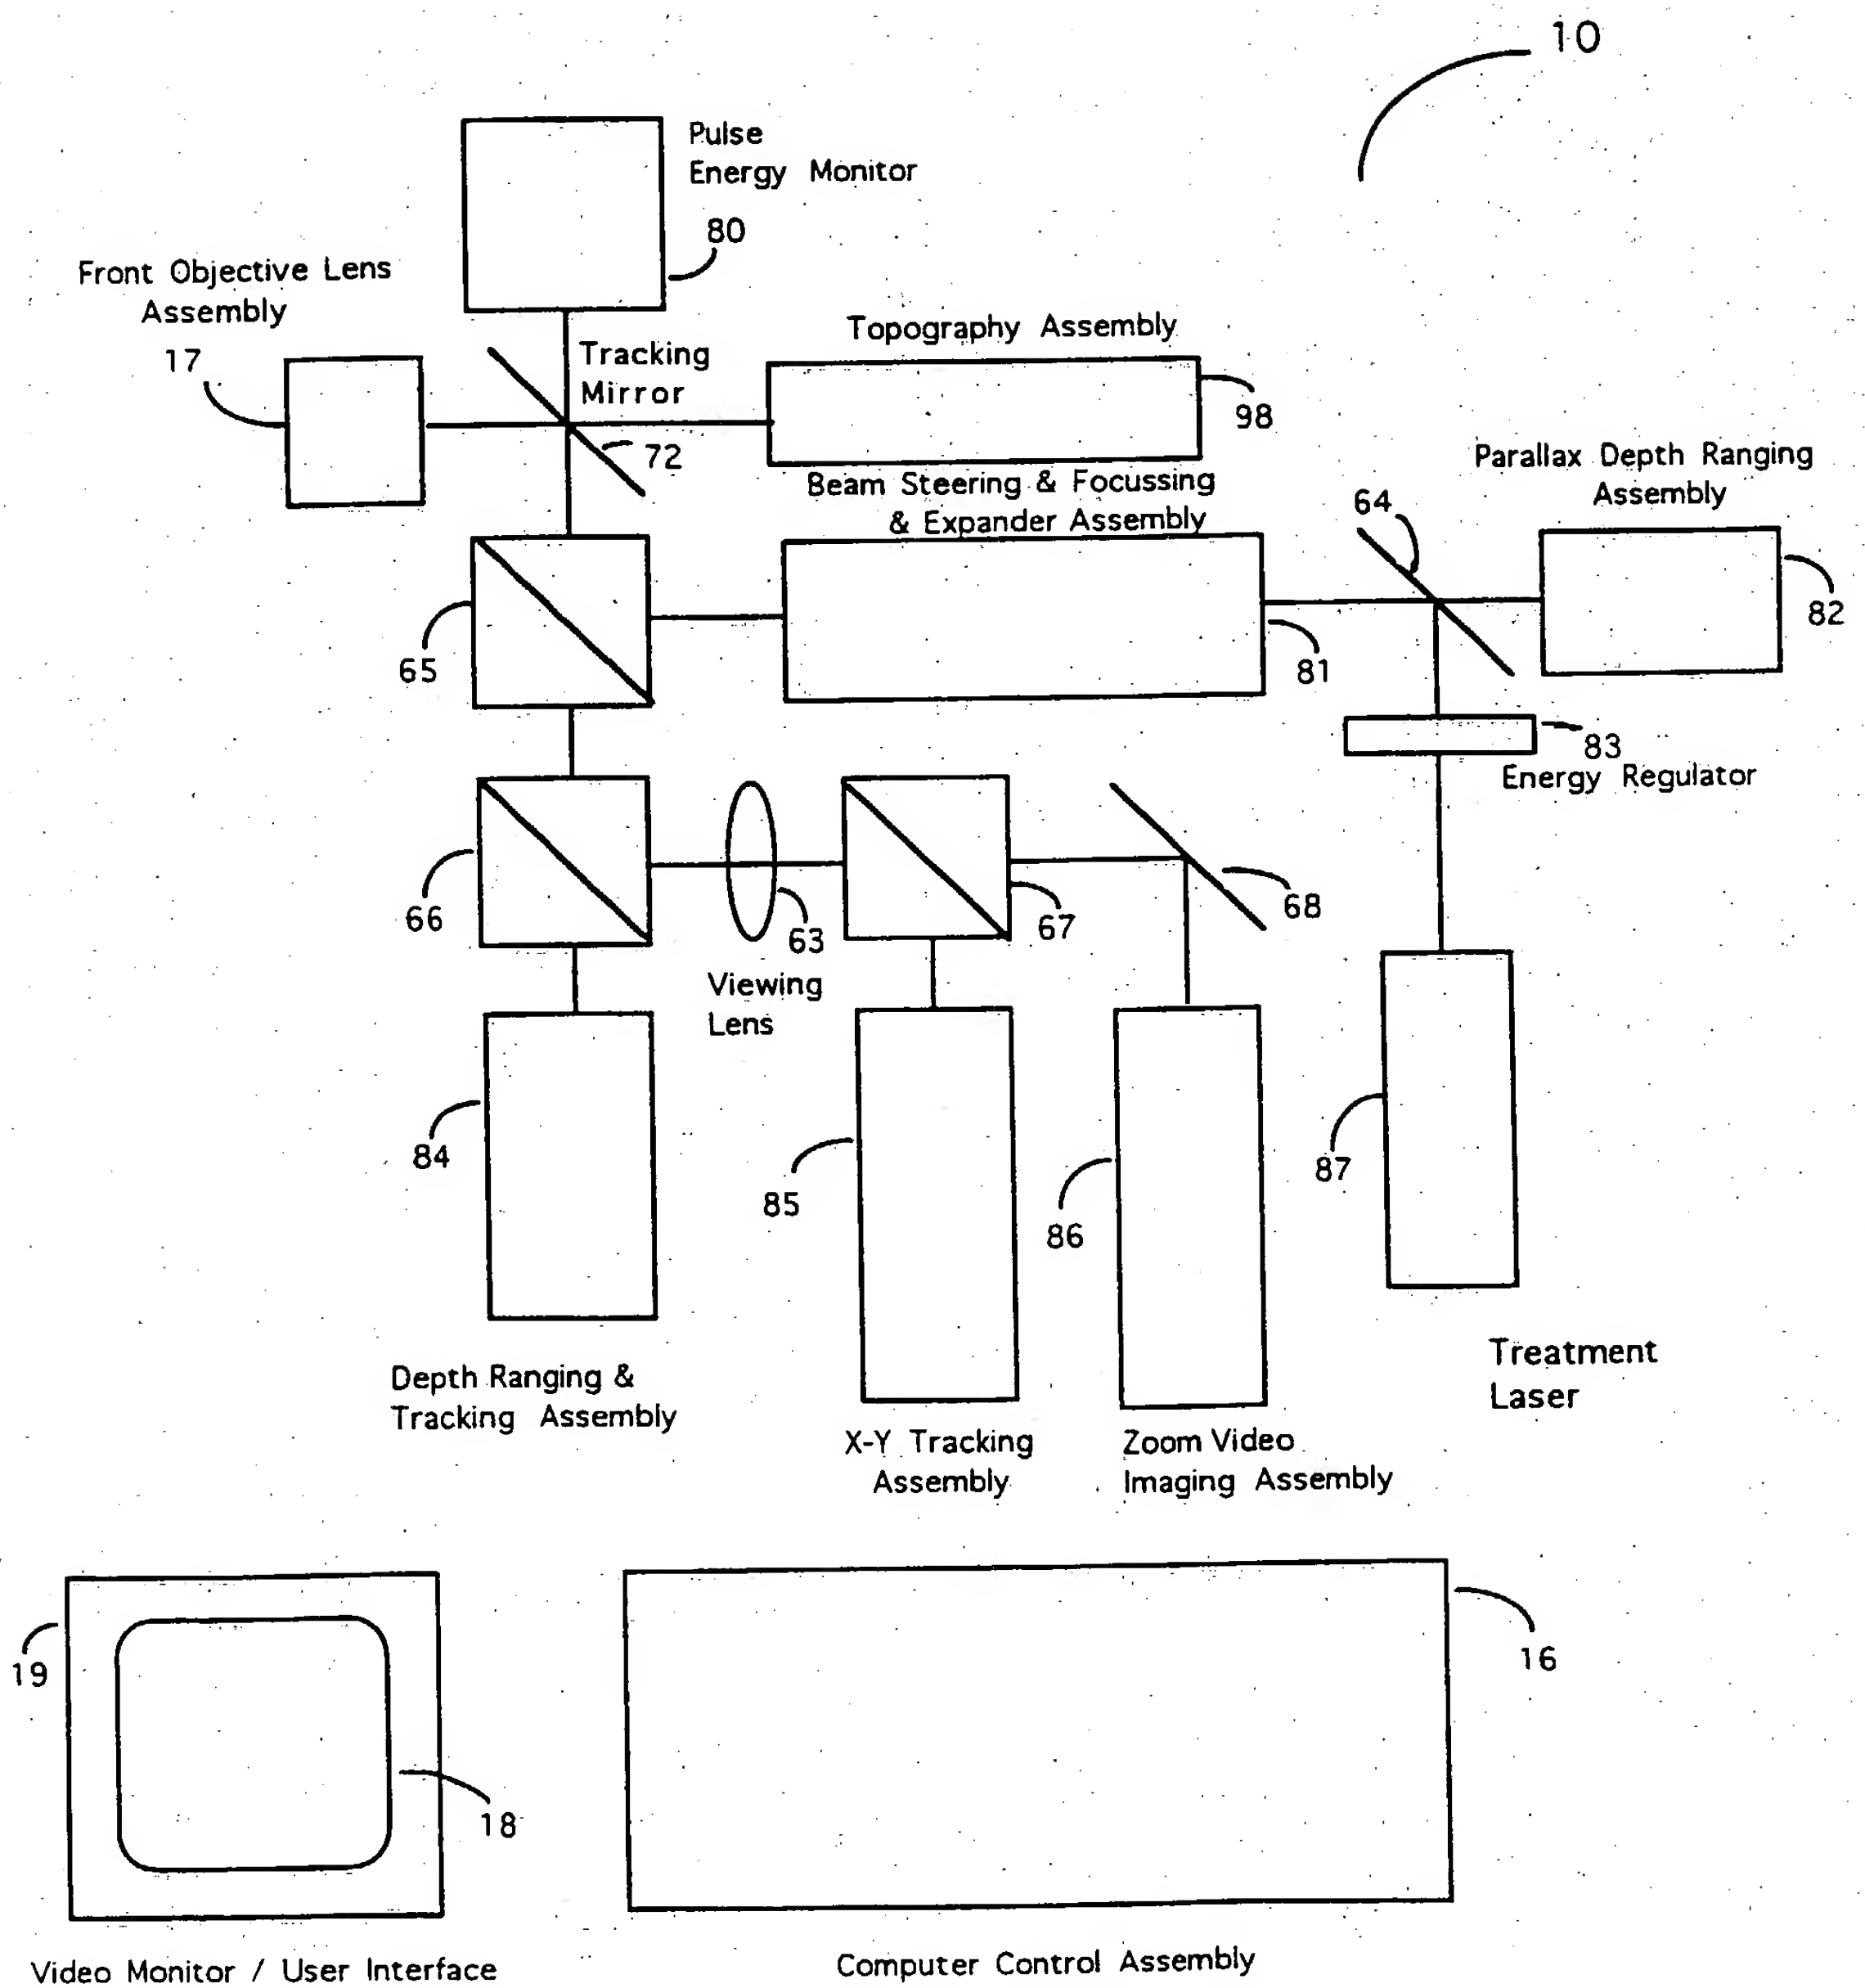 10
Pulse
Energy Monitor
80
Front Objective Lens
Assembly
17
Tracking
Mirror
72
Topography Assembly
98
Beam Steering & Focussing
& Expander Assembly
Parallax Depth Ranging
Assembly
64
82
65
81
83
Energy Regulator
66
63
67
68
Viewing
Lens
84
85
86
87
Depth Ranging &
Tracking Assembly
X-Y Tracking
Assembly
Zoom Video
Imaging Assembly
Treatment
Laser
19
18
16
Video Monitor / User Interface
Computer Control Assembly